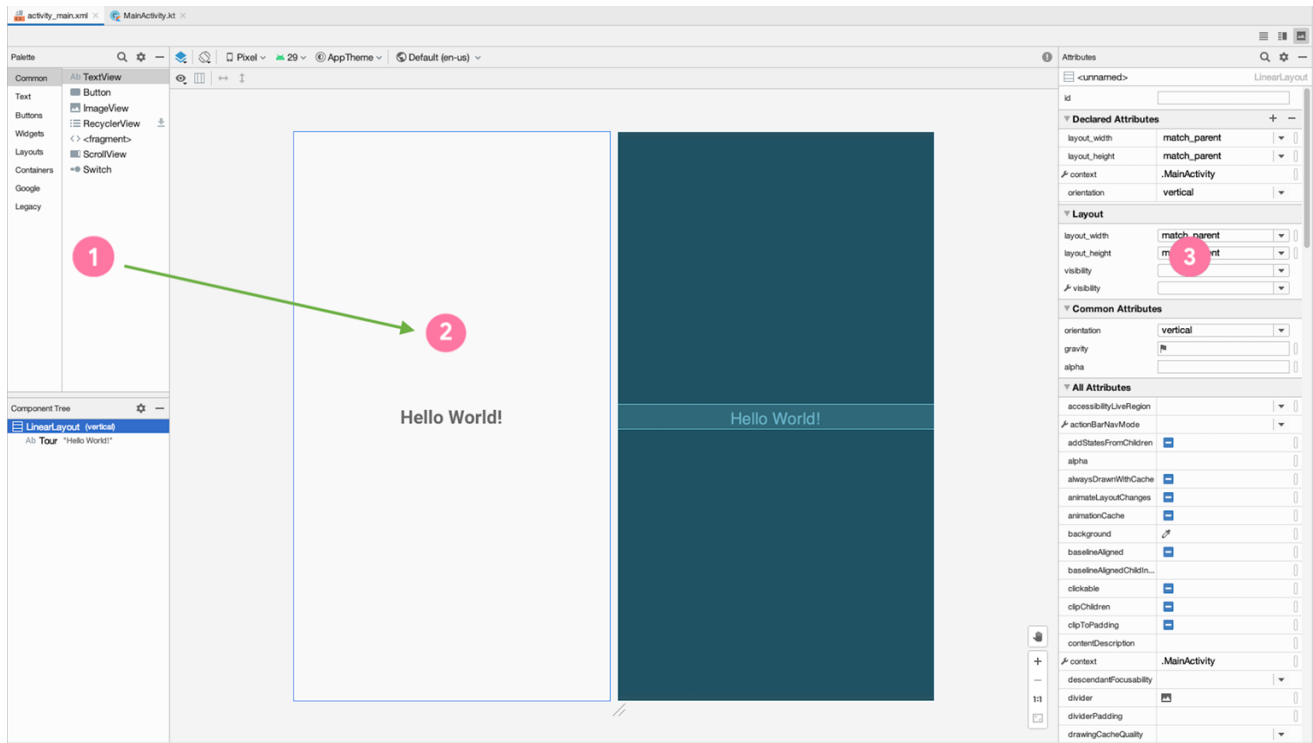 activity_main.xml
MainActivity.kt
Palette
Pixel
29
AppTheme
Default (en-us)
Attributes
Common
Text
Buttons
Widgets
Layouts
Containers
Google
Legacy
Ab TextView
Button
ImageView
RecyclerView
<> <fragment>
ScrollView
Switch
1
2
Hello World!
Hello World!
Component Tree
LinearLayout (vertical)
Ab Tour "Hello World!"
1:1
<unnamed> LinearLayout
id
Declared Attributes
layout_width match_parent
layout_height match_parent
context .MainActivity
orientation vertical
Layout
layout_width match_parent
layout_height
3
visibility
visibility
Common Attributes
orientation vertical
gravity
alpha
All Attributes
accessibilityLiveRegion
actionBarNavMode
addStatesFromChildren
alpha
alwaysDrawnWithCache
animateLayoutChanges
animationCache
background
baselineAligned
baselineAlignedChildIn...
clickable
clipChildren
clipToPadding
contentDescription
context .MainActivity
descendantFocusability
divider
dividerPadding
drawingCacheQuality